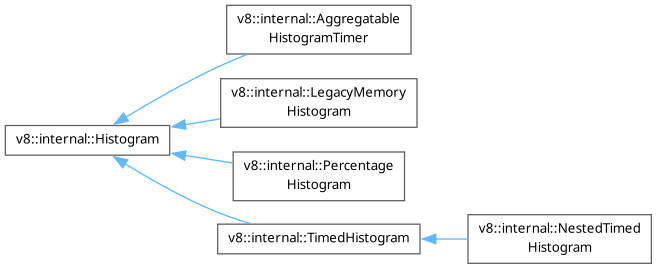 v8::internal::Aggregatable
HistogramTimer
v8::internal::LegacyMemory
Histogram
v8::internal::Histogram
v8::internal::Percentage
Histogram
v8::internal::TimedHistogram
v8::internal::NestedTimed
Histogram